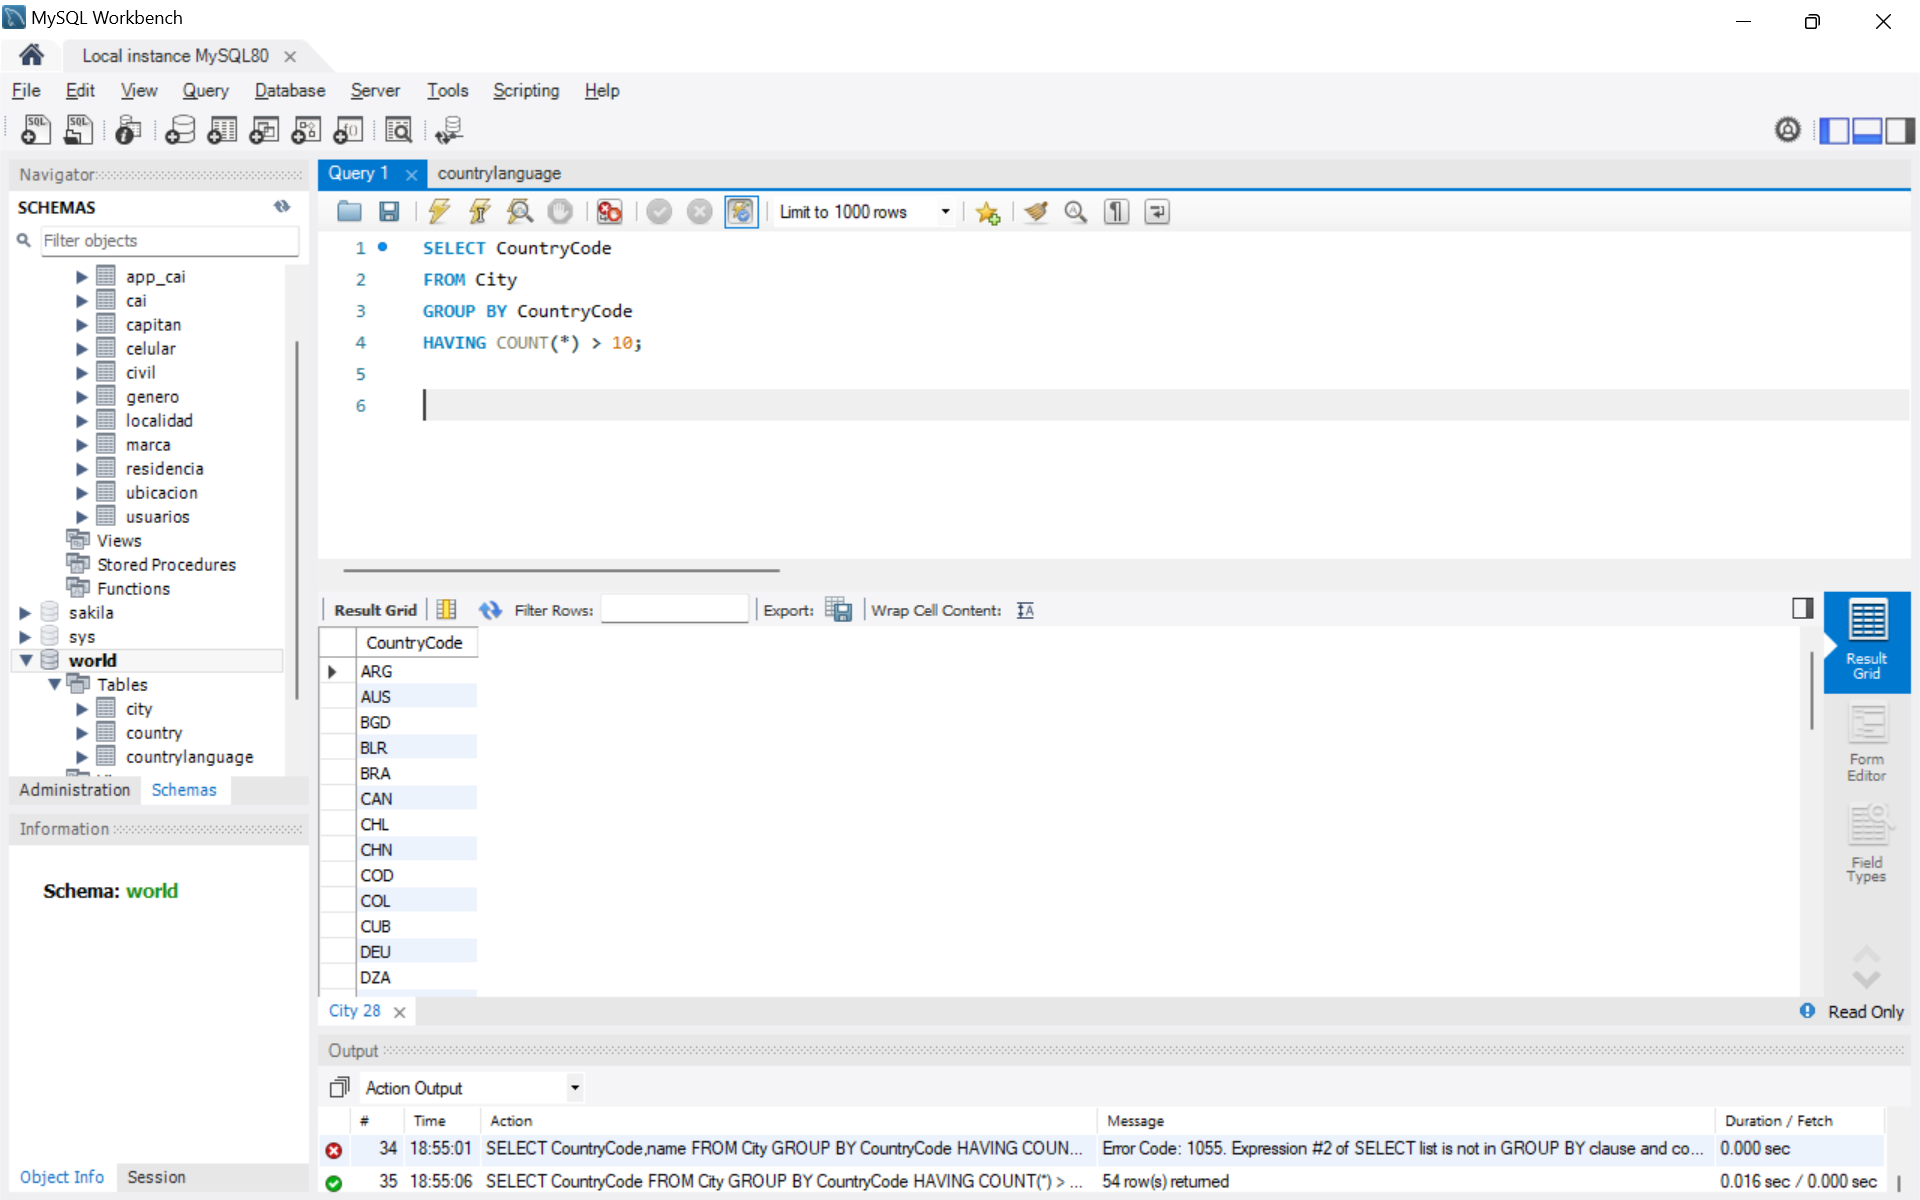 MySQL Workbench
Local instance MySQL80
File Edit View Query Database Server Tools Scripting Help
Navigator
SCHEMAS
Filter objects
app_cai
cai
capitan
celular
civil
genero
localidad
marca
residencia
ubicacion
usuarios
Views
Stored Procedures
Functions
sakila
sys
world
Tables
city
country
countrylanguage
Administration Schemas
Information
Schema: world
Object Info Session
Query 1 countrylanguage
Limit to 1000 rows
1 SELECT CountryCode
2 FROM City
3 GROUP BY CountryCode
4 HAVING COUNT(*) > 10;
5
6
Result Grid Filter Rows: Export: Wrap Cell Content:
CountryCode
ARG
AUS
BGD
BLR
BRA
CAN
CHL
CHN
COD
COL
CUB
DEU
DZA
Result Grid
Form Editor
Field Types
City 28
Read Only
Output
Action Output
# Time Action Message Duration / Fetch
34 18:55:01 SELECT CountryCode,name FROM City GROUP BY CountryCode HAVING COUN... Error Code: 1055. Expression #2 of SELECT list is not in GROUP BY clause and co... 0.000 sec
35 18:55:06 SELECT CountryCode FROM City GROUP BY CountryCode HAVING COUNT(*) > ... 54 row(s) returned 0.016 sec / 0.000 sec